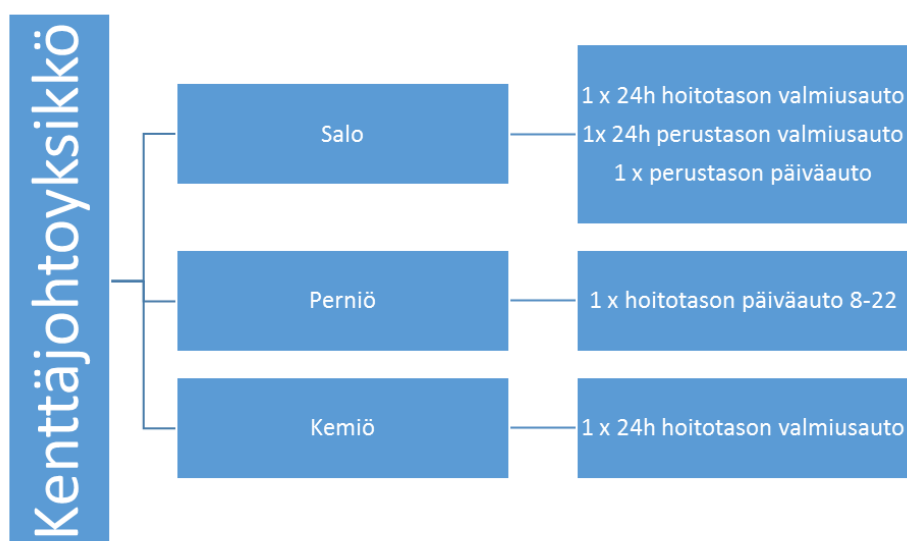 Kenttäjohtoyksikkö
Salo
1 x 24h hoitotason valmiusauto
1x 24h perustason valmiusauto
1 x perustason päiväauto
Perniö
1 x hoitotason päiväauto 8-22
Kemiö
1 x 24h hoitotason valmiusauto